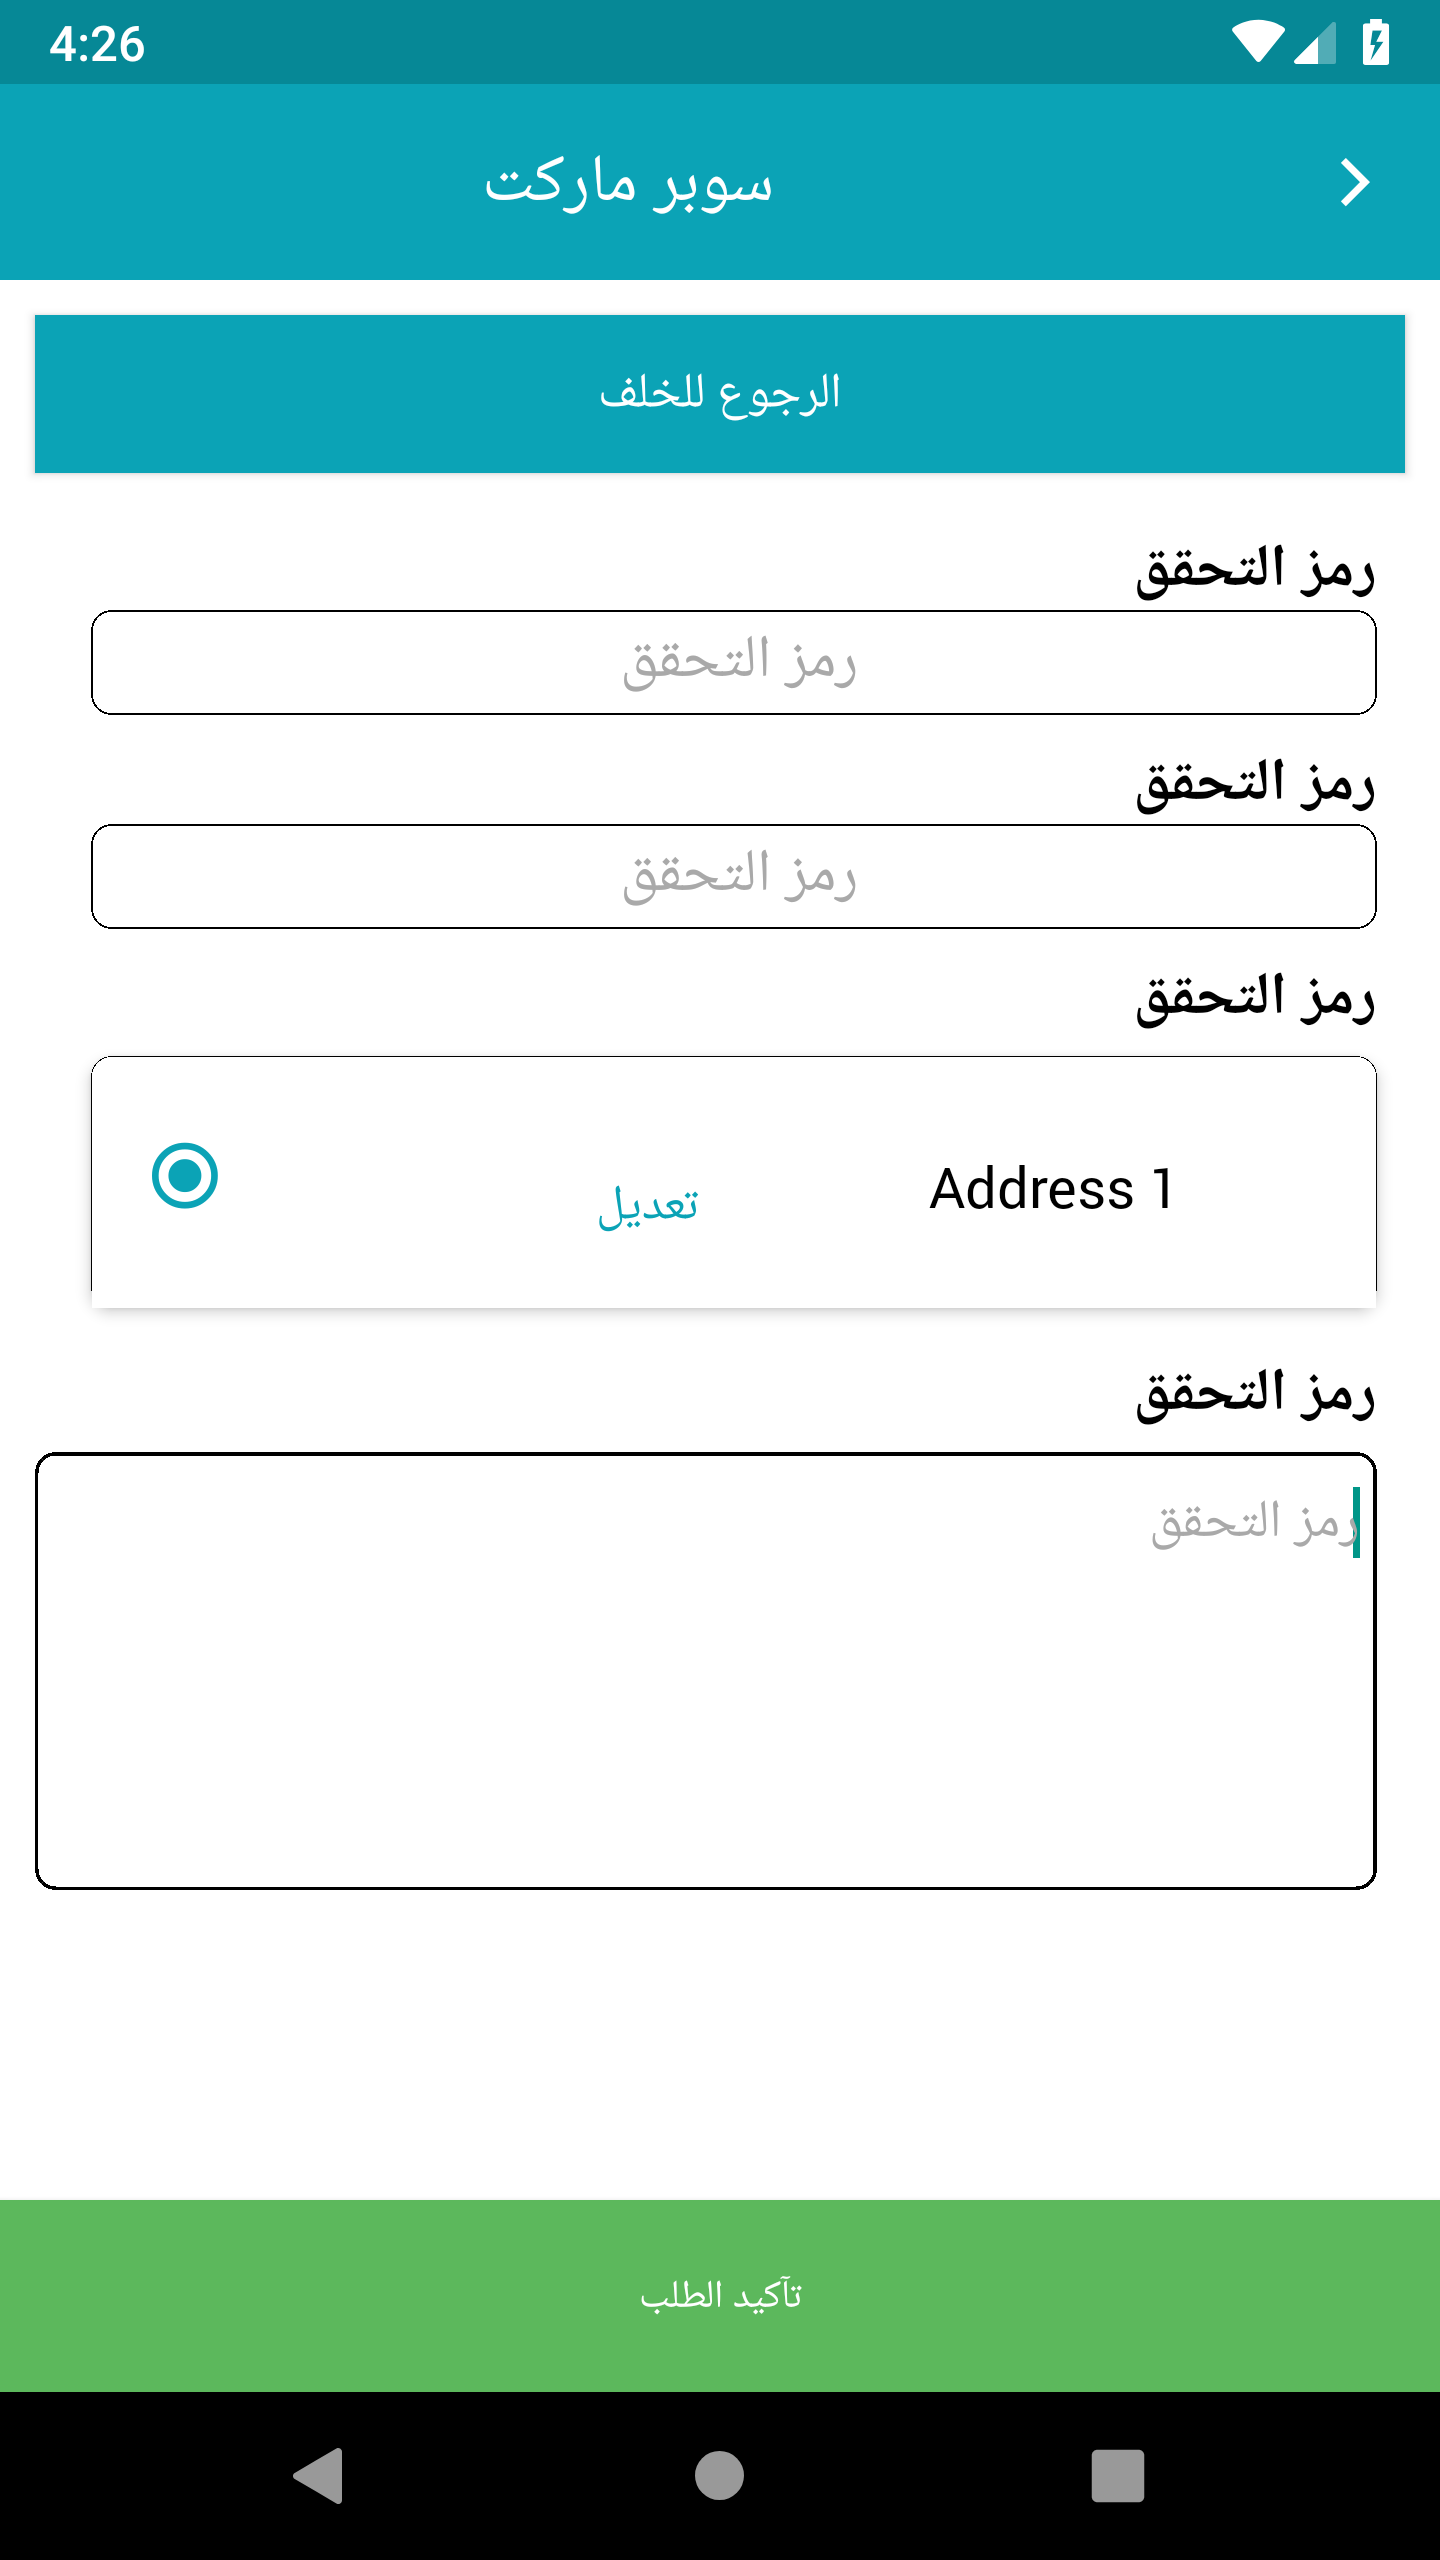 4:26
سوبر ماركت
الرجوع للخلف
رمز التحقق
رمز التحقق
رمز التحقق
رمز التحقق
رمز التحقق
Address 1 تعديل
رمز التحقق
رمز التحقق
تآكيد الطلب